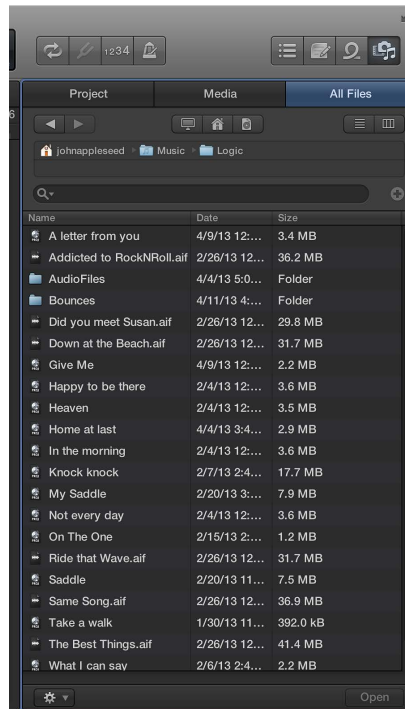 1234
Project Media All Files
6
johnappleseed Music Logic
Name Date Size
A letter from you 4/9/13 12:... 3.4 MB
Addicted to RockNRoll.aif 2/26/13 12... 36.2 MB
AudioFiles 4/4/13 5:0... Folder
Bounces 4/11/13 4:... Folder
Did you meet Susan.aif 2/26/13 12... 29.8 MB
Down at the Beach.aif 2/26/13 12... 31.7 MB
Give Me 4/9/13 12:... 2.2 MB
Happy to be there 2/4/13 12:... 3.6 MB
Heaven 2/4/13 12:... 3.5 MB
Home at last 4/4/13 3:4... 2.9 MB
In the morning 2/4/13 12:... 3.6 MB
Knock knock 2/7/13 2:4... 17.7 MB
My Saddle 2/20/13 3:... 7.9 MB
Not every day 2/4/13 12:... 3.6 MB
On The One 2/15/13 2:... 1.2 MB
Ride that Wave.aif 2/26/13 12... 31.7 MB
Saddle 2/20/13 11... 7.5 MB
Same Song.aif 2/26/13 12... 36.9 MB
Take a walk 1/30/13 11... 392.0 kB
The Best Things.aif 2/26/13 12... 41.4 MB
What I can say 2/6/13 2:4... 2.2 MB
Open